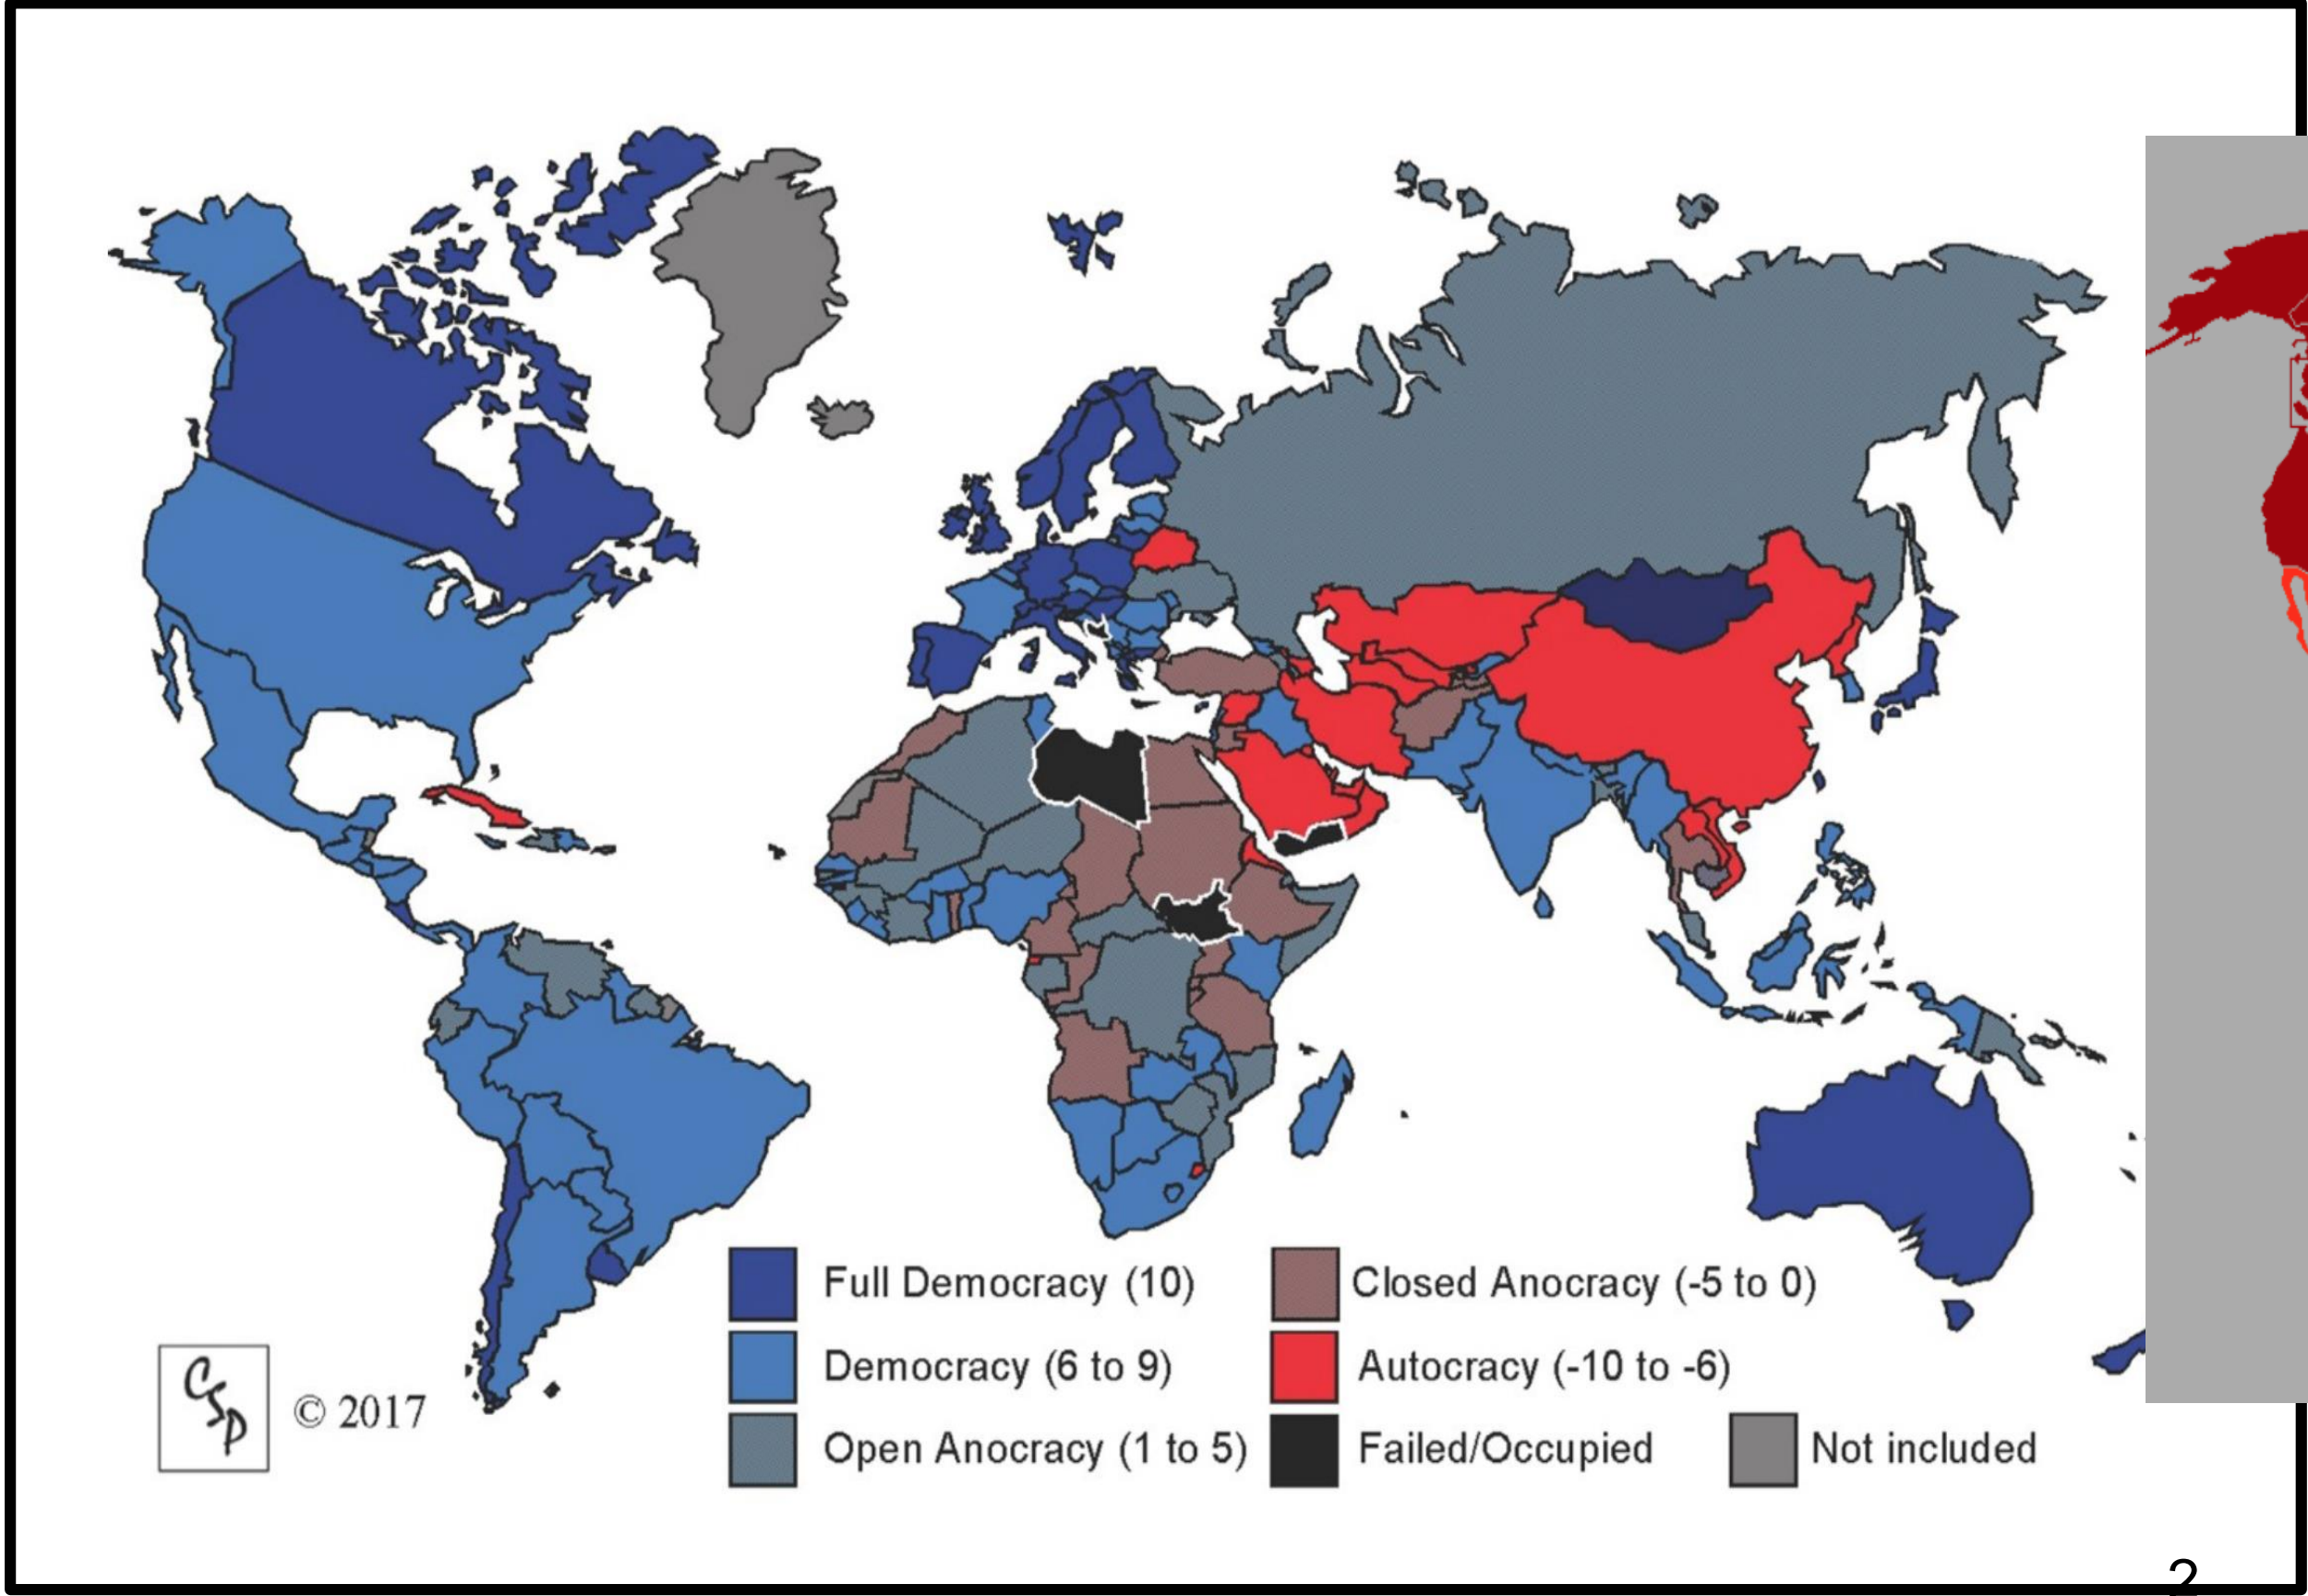 Full Democracy (10)
Democracy (6 to 9)
Open Anocracy (1 to 5)
Closed Anocracy (-5 to 0)
Autocracy (-10 to -6)
Failed/Occupied
Not included
CSP
© 2017
2